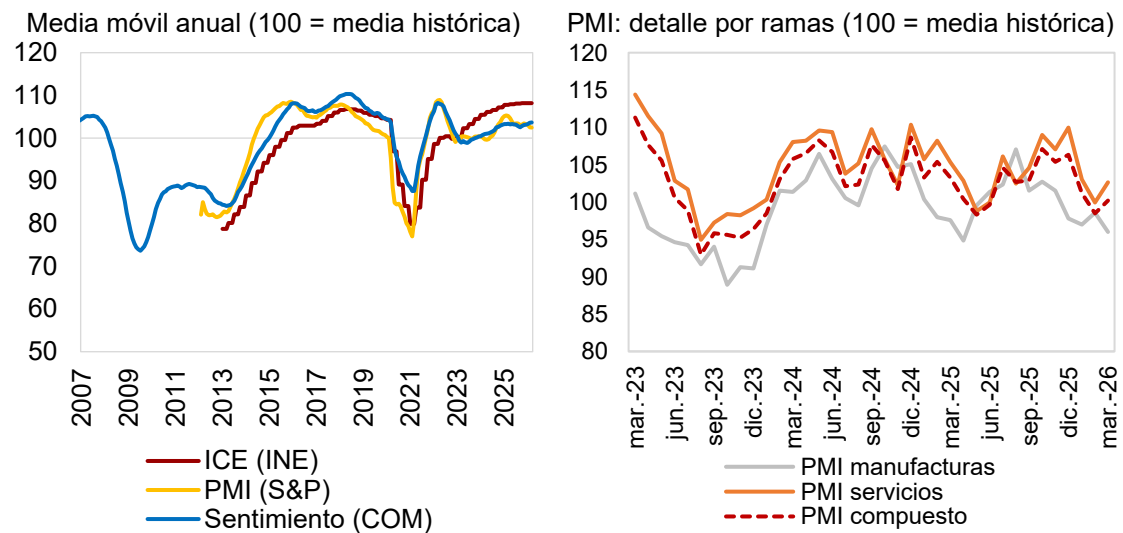 Media móvil anual (100 = media histórica)
120
110
100
90
80
70
60
50
2007
2009
2011
2013
2015
2017
2019
2021
2023
2025
ICE (INE)
PMI (S&P)
Sentimiento (COM)
PMI: detalle por ramas (100 = media histórica)
120
115
110
105
100
95
90
85
80
mar.-23
jun.-23
sep.-23
dic.-23
mar.-24
jun.-24
sep.-24
dic.-24
mar.-25
jun.-25
sep.-25
dic.-25
mar.-26
PMI manufacturas
PMI servicios
PMI compuesto